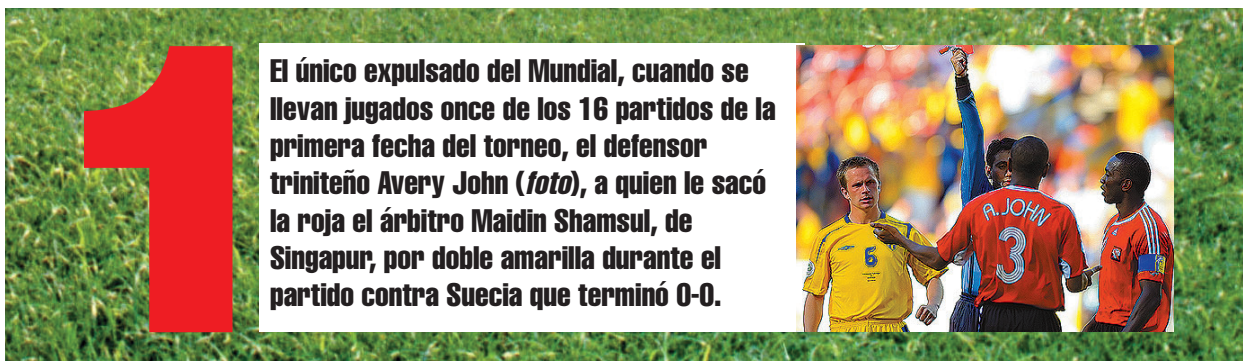 1
El único expulsado del Mundial, cuando se
llevan jugados once de los 16 partidos de la
primera fecha del torneo, el defensor
triniteño Avery John (foto), a quien le sacó
la roja el árbitro Maidin Shamsul, de
Singapur, por doble amarilla durante el
partido contra Suecia que terminó 0-0.
6
A. JOHN
3